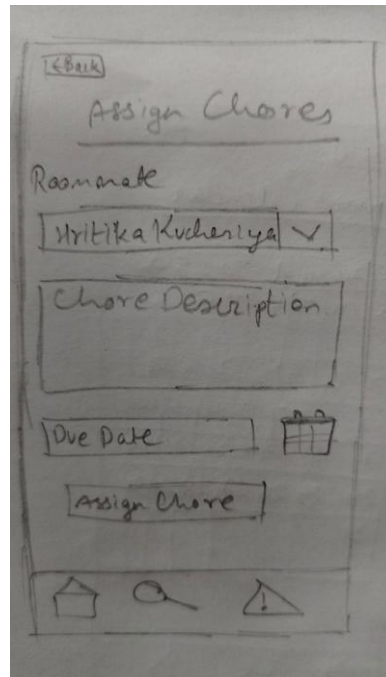 <Back
Assign Chores
Roommate
Hritika Kucheriya
Chore Description
Due Date
Assign Chore